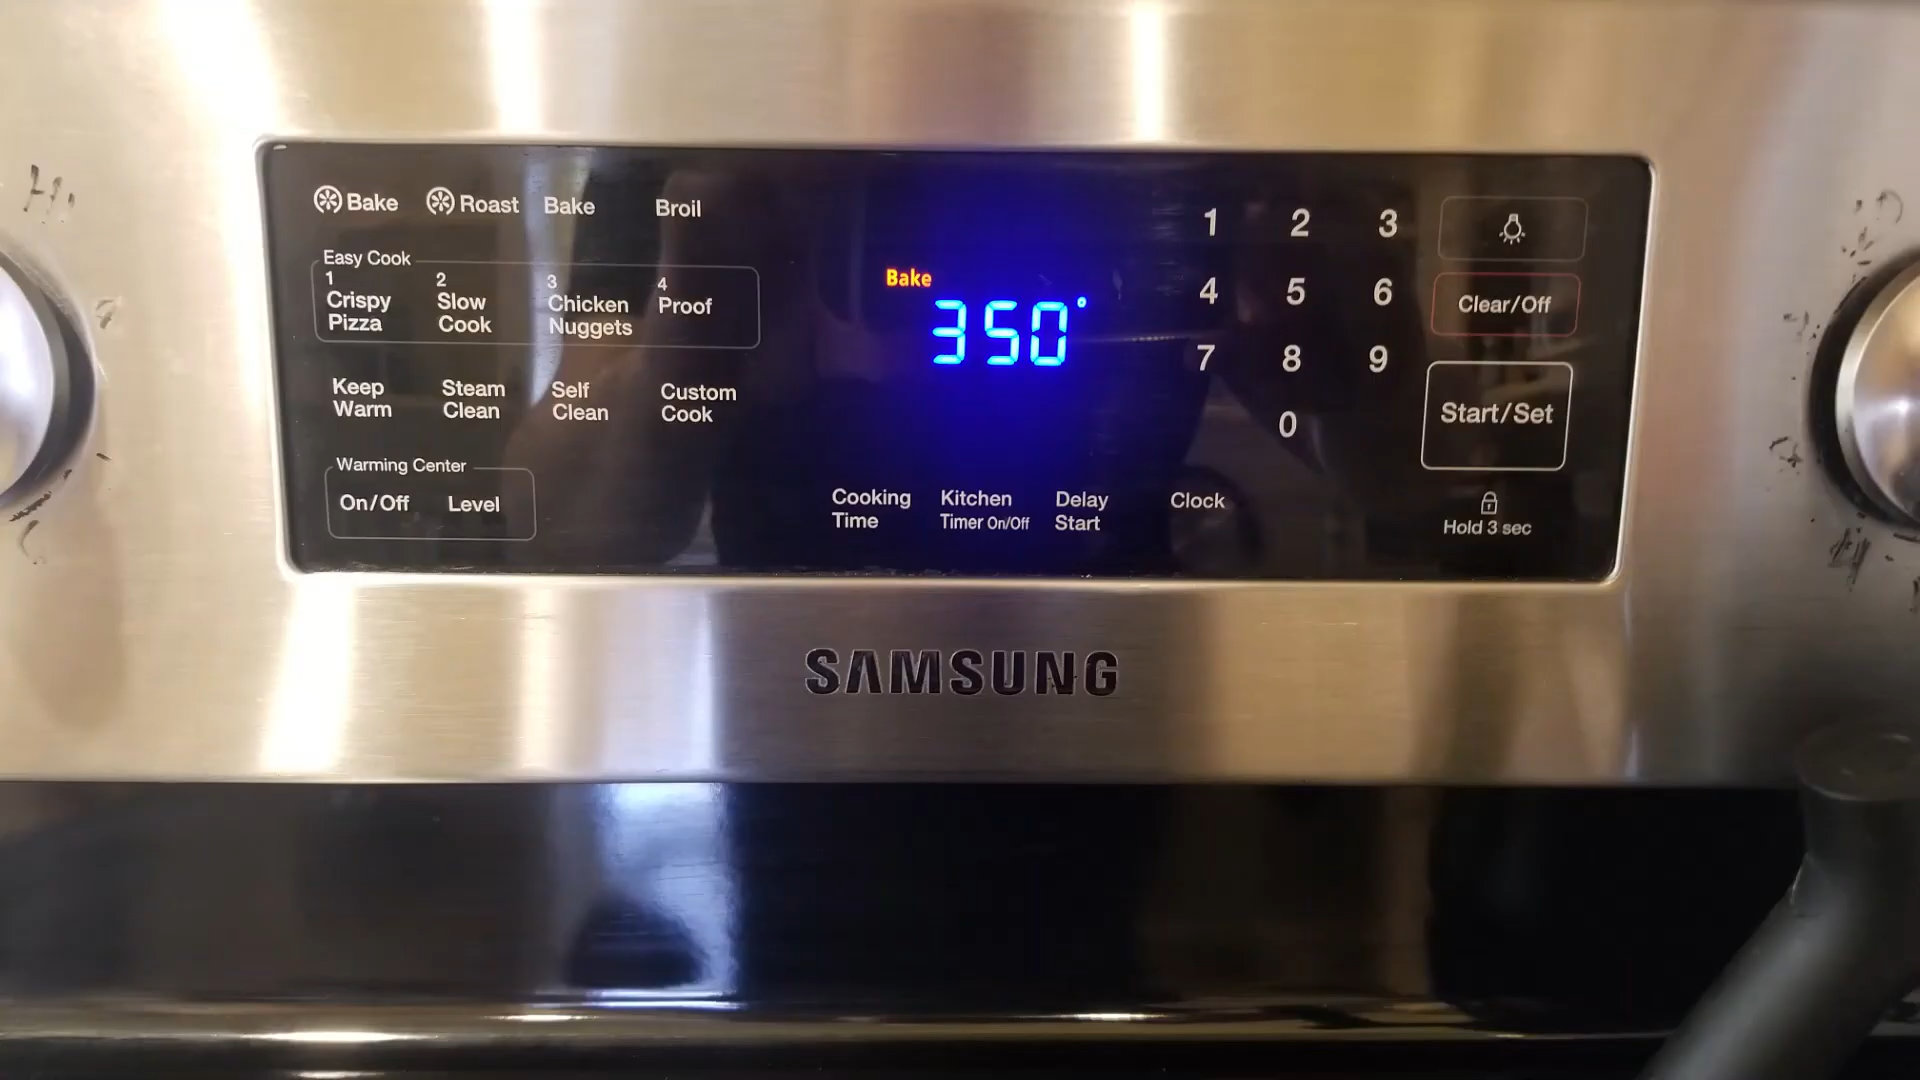 Hi
Bake Roast Bake Broil
Easy Cook
1 2 3 4
Crispy Pizza
Slow Cook
Chicken Nuggets
Proof
Keep Warm
Steam Clean
Self Clean
Custom Cook
Warming Center
On/Off Level
Bake
350°
Cooking Time
Kitchen
Timer On/Off
Delay Start
Clock
1 2 3
4 5 6
7 8 9
0
Clear/Off
Start/Set
Hold 3 sec
SAMSUNG